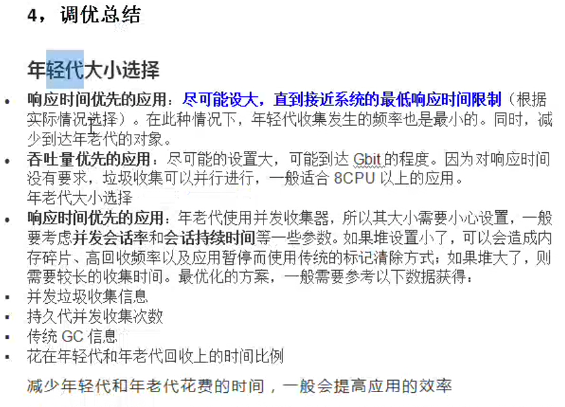 4，调优总结
年轻代大小选择
响应时间优先的应用：尽可能设大，直到接近系统的最低响应时间限制（根据
实际情况选择）。在此种情况下，年轻代收集发生的频率也是最小的。同时，减
少到达年老代的对象。
吞吐量优先的应用：尽可能的设置大，可能到达 Gbit 的程度。因为对响应时间
没有要求，垃圾收集可以并行进行，一般适合 8CPU 以上的应用。
年老代大小选择
响应时间优先的应用：年老代使用并发收集器，所以其大小需要小心设置，一般
要考虑并发会话率和会话持续时间等一些参数。如果堆设置小了，可以会造成内
存碎片、高回收频率以及应用暂停而使用传统的标记清除方式；如果堆大了，则
需要较长的收集时间。最优化的方案，一般需要参考以下数据获得：
并发垃圾收集信息
持久代并发收集次数
传统 GC 信息
花在年轻代和年老代回收上的时间比例
减少年轻代和年老代花费的时间，一般会提高应用的效率